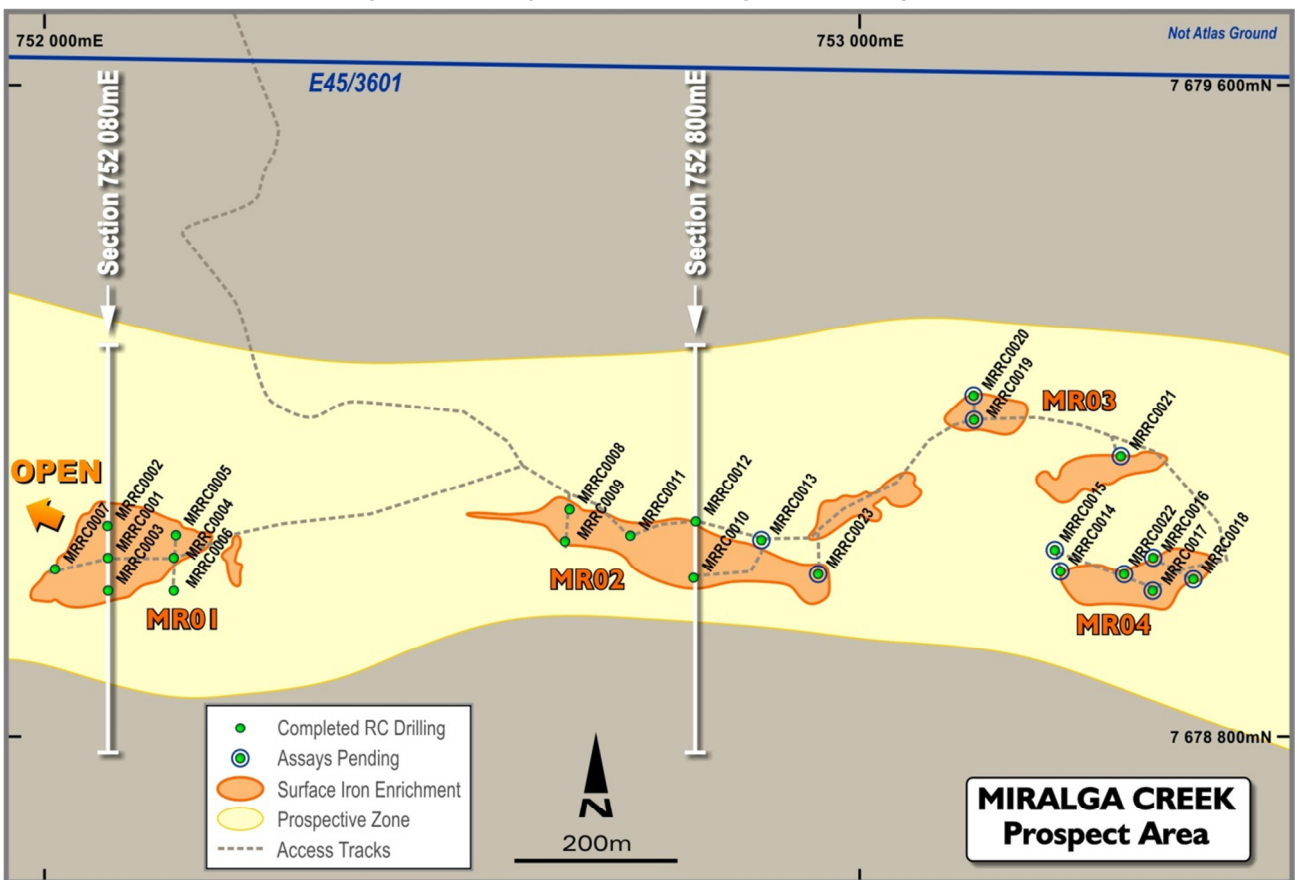 752 000mE
753 000mE
Not Atlas Ground
E45/3601
7 679 600mN
Section 752 080mE
Section 752 800mE
MRRC0020
MRRC0019
MR03
MRRC0021
OPEN
MRRC0002
MRRC0005
MRRC0007
MRRC0001
MRRC0004
MRRC0003
MRRC0006
MR01
MRRC0008
MRRC0009
MRRC0011
MRRC0012
MRRC0010
MRRC0013
MRRC0023
MR02
MRRC0015
MRRC0014
MRRC0022
MRRC0016
MRRC0017
MRRC0018
MR04
7 678 800mN
Completed RC Drilling
Assays Pending
Surface Iron Enrichment
Prospective Zone
Access Tracks
N
200m
MIRALGA CREEK
Prospect Area